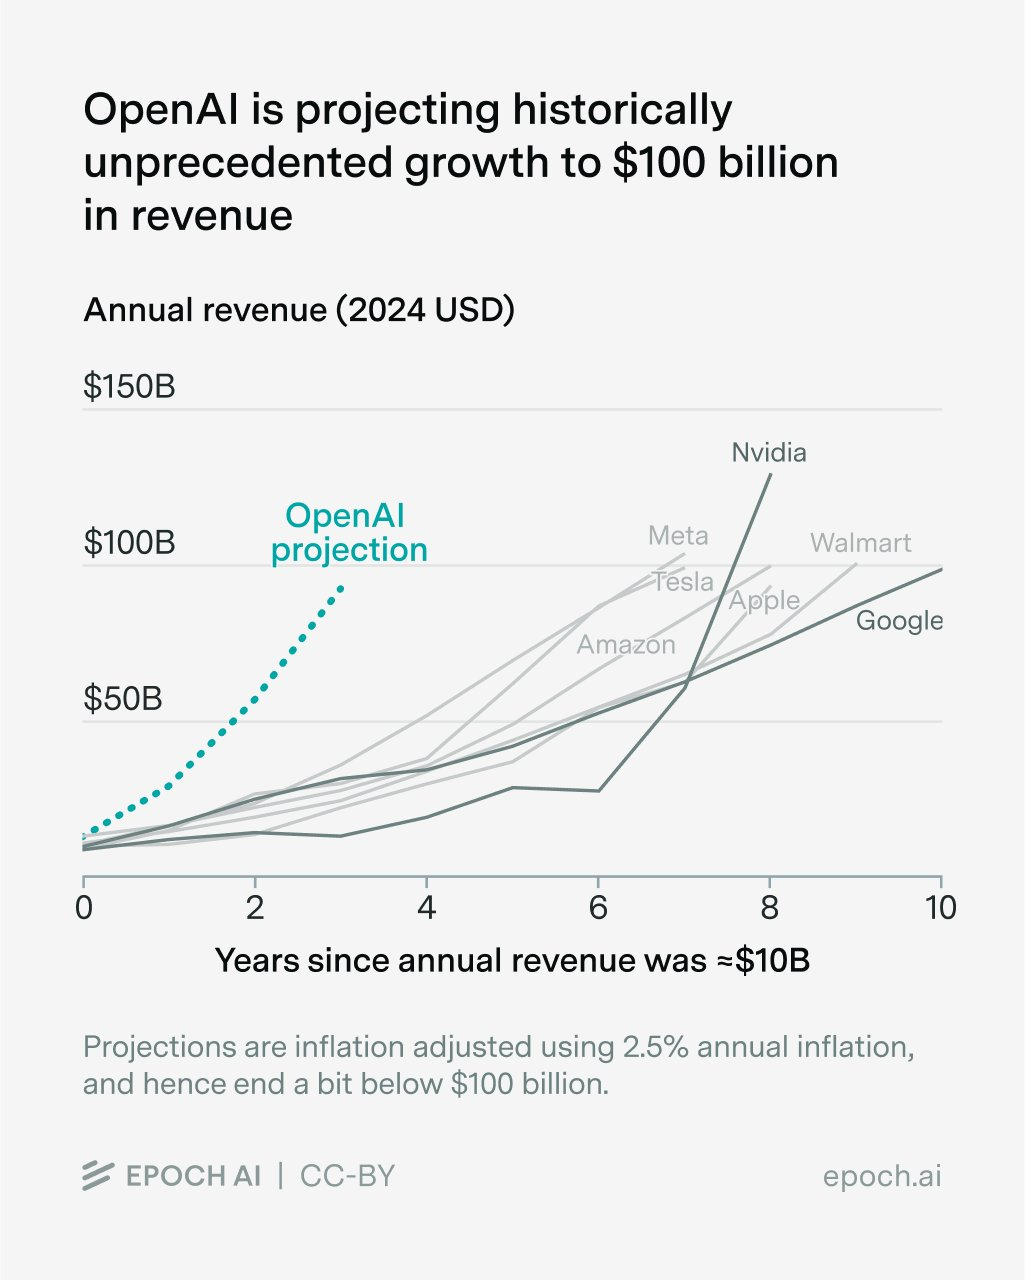 OpenAI is projecting historically
unprecedented growth to $100 billion
in revenue
Annual revenue (2024 USD)
$150B
Nvidia
OpenAI
projection
$100B
Meta
Walmart
Tesla
Apple
Google
Amazon
$50B
0 2 4 6 8 10
Years since annual revenue was ≈$10B
Projections are inflation adjusted using 2.5% annual inflation,
and hence end a bit below $100 billion.
EPOCH AI | CC-BY
epoch.ai